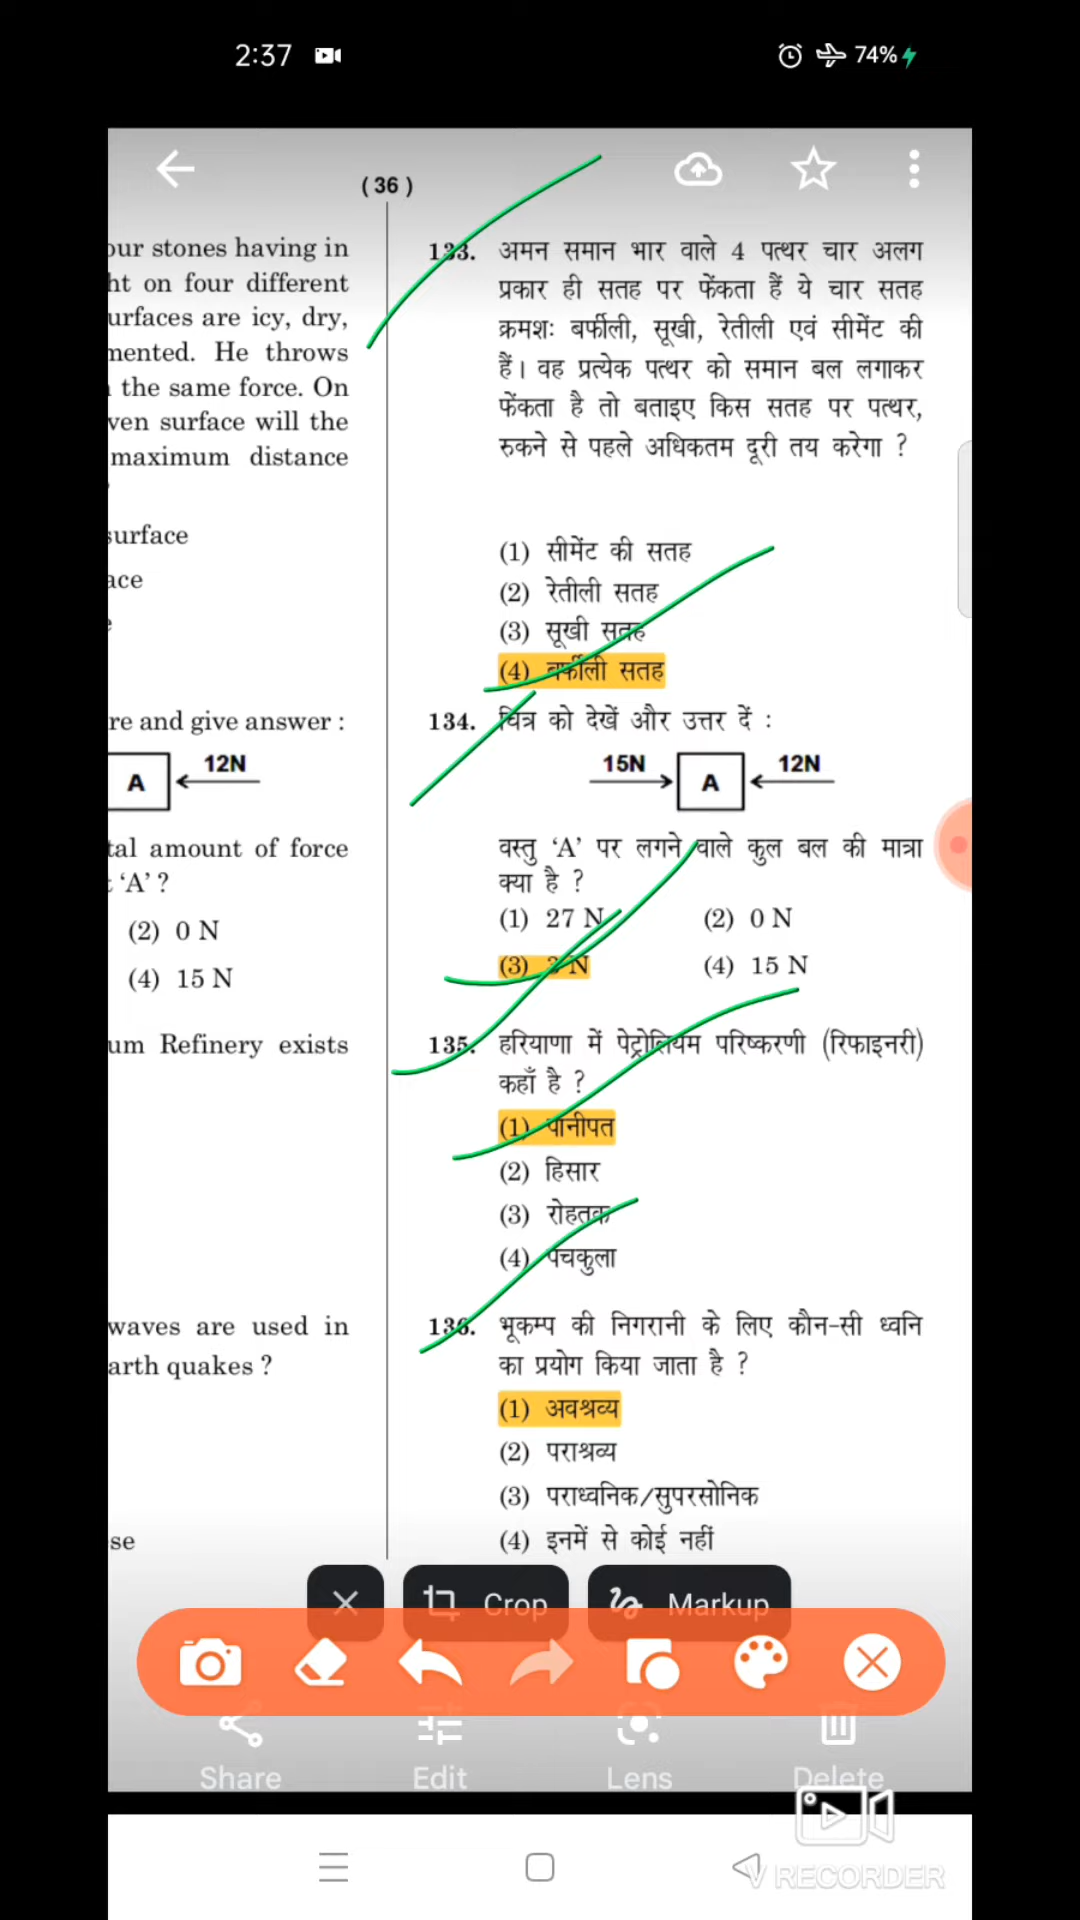 2:37
74%
( 36 )
our stones having in
ht on four different
urfaces are icy, dry,
mented. He throws
the same force. On
ven surface will the
maximum distance
surface
ace
re and give answer :
A
12N
tal amount of force
‘A’ ?
(2) 0 N
(4) 15 N
um Refinery exists
waves are used in
arth quakes ?
se
133. अमन समान भार वाले 4 पत्थर चार अलग
प्रकार ही सतह पर फेंकता हैं ये चार सतह
क्रमशः बर्फीली, सूखी, रेतीली एवं सीमेंट की
हैं। वह प्रत्येक पत्थर को समान बल लगाकर
फेंकता है तो बताइए किस सतह पर पत्थर,
रुकने से पहले अधिकतम दूरी तय करेगा ?
(1) सीमेंट की सतह
(2) रेतीली सतह
(3) सूखी सतह
(4) बर्फीली सतह
134. चित्र को देखें और उत्तर दें :
15N
A
12N
वस्तु ‘A’ पर लगने वाले कुल बल की मात्रा
क्या है ?
(1) 27 N
(2) 0 N
(3) 3 N
(4) 15 N
135. हरियाणा में पेट्रोलियम परिष्करणी (रिफाइनरी)
कहाँ है ?
(1) पानीपत
(2) हिसार
(3) रोहतक
(4) पंचकुला
136. भूकम्प की निगरानी के लिए कौन-सी ध्वनि
का प्रयोग किया जाता है ?
(1) अवश्रव्य
(2) पराश्रव्य
(3) पराध्वनिक/सुपरसोनिक
(4) इनमें से कोई नहीं
Crop
Markup
Share
Edit
Lens
Delete
V RECORDER